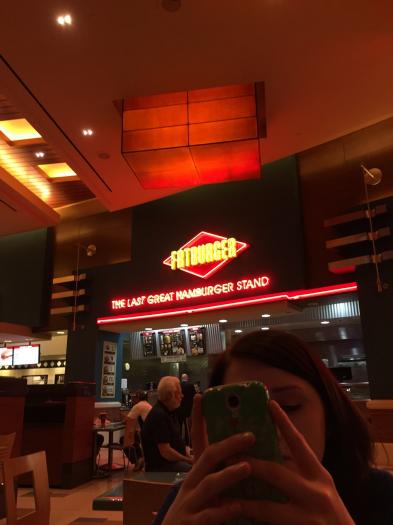 FATBURGER
THE LAST GREAT HAMBURGER STAND